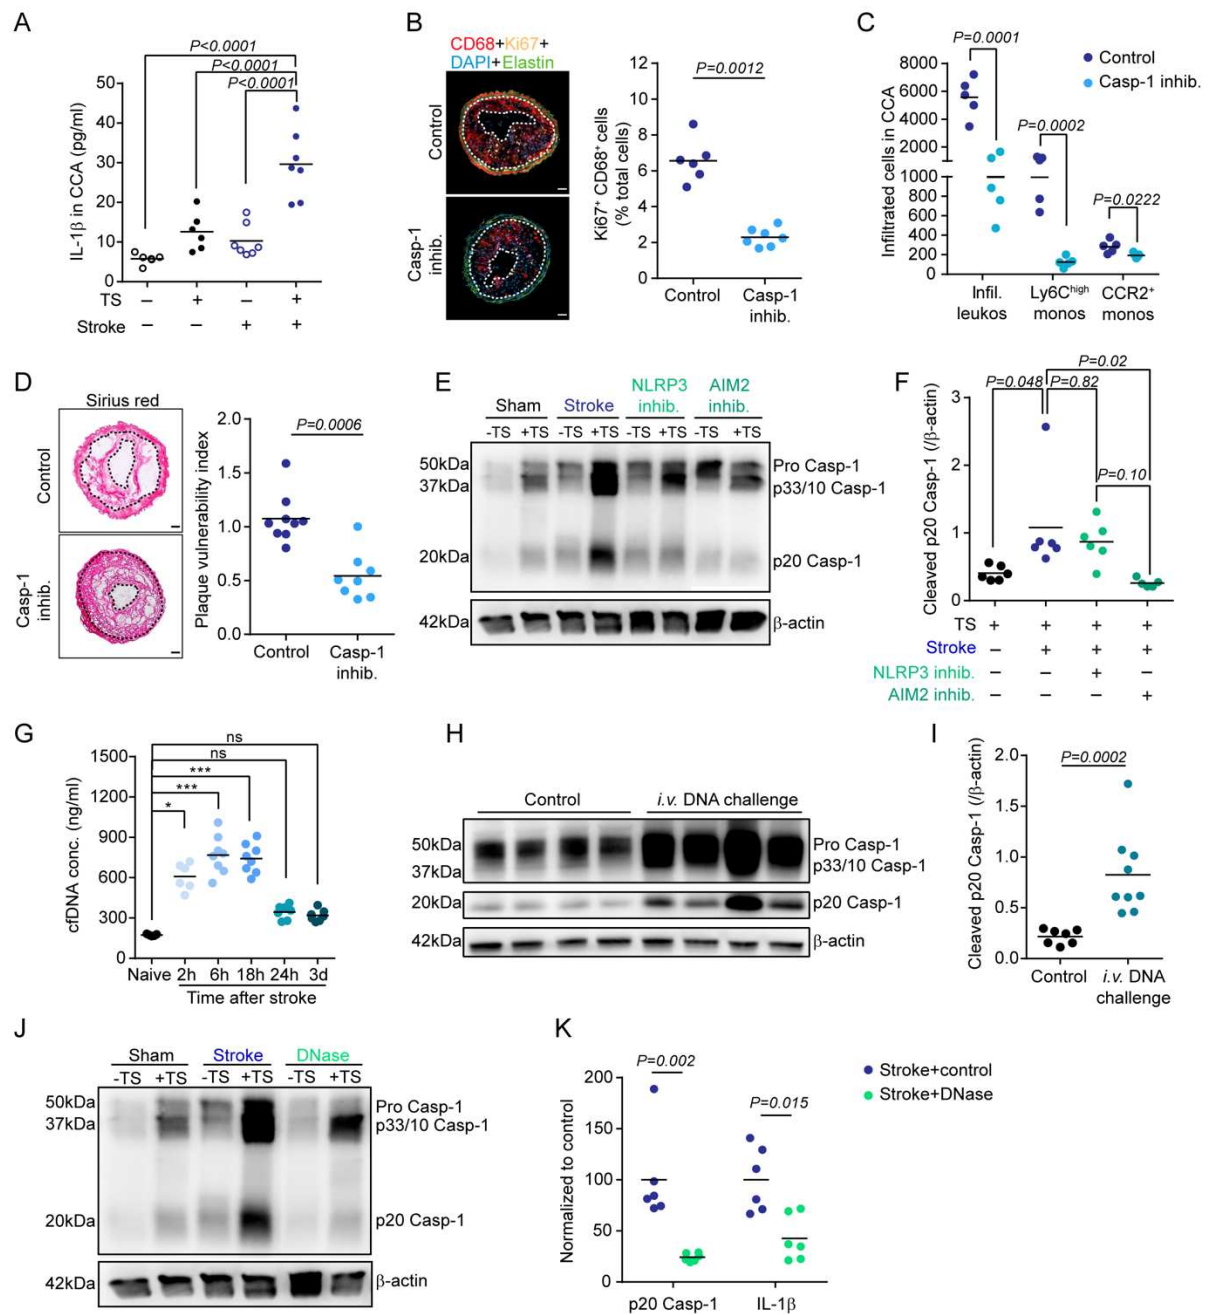 A
P<0.0001
P<0.0001
P<0.0001
IL-1β in CCA (pg/ml)
50
40
30
20
10
0
TS − + − +
Stroke − − + +
B
CD68+Ki67+
DAPI+Elastin
Control
Casp-1
inhib.
P=0.0012
Ki67⁺ CD68⁺ cells
(% total cells)
12
10
8
6
4
2
0
Control
Casp-1
inhib.
C
P=0.0001
P=0.0002
P=0.0222
Control
Casp-1 inhib.
Infiltrated cells in CCA
8000
6000
4000
2000
1000
800
600
400
200
0
Infil.
leukos
Ly6Cʰⁱᵍʰ
monos
CCR2⁺
monos
D
Sirius red
Control
Casp-1
inhib.
P=0.0006
Plaque vulnerability index
2.0
1.5
1.0
0.5
0.0
Control
Casp-1
inhib.
E
Sham Stroke NLRP3 inhib. AIM2 inhib.
-TS +TS -TS +TS -TS +TS -TS +TS
50kDa
37kDa
20kDa
42kDa
Pro Casp-1
p33/10 Casp-1
p20 Casp-1
β-actin
F
P=0.02
P=0.048
P=0.82
P=0.10
Cleaved p20 Casp-1 (/β-actin)
3
2
1
0
TS + + + +
Stroke − + + +
NLRP3 inhib. − − + −
AIM2 inhib. − − − +
G
ns
ns
***
***
*
cfDNA conc. (ng/ml)
1500
1200
900
600
300
0
Naive 2h 6h 18h 24h 3d
Time after stroke
H
Control i.v. DNA challenge
50kDa
37kDa
20kDa
42kDa
Pro Casp-1
p33/10 Casp-1
p20 Casp-1
β-actin
I
P=0.0002
Cleaved p20 Casp-1 (/β-actin)
2.0
1.5
1.0
0.5
0.0
Control
i.v. DNA
challenge
J
Sham Stroke DNase
-TS +TS -TS +TS -TS +TS
50kDa
37kDa
20kDa
42kDa
Pro Casp-1
p33/10 Casp-1
p20 Casp-1
β-actin
K
P=0.002
P=0.015
Stroke+control
Stroke+DNase
Normalized to control
200
150
100
50
0
p20 Casp-1
IL-1β